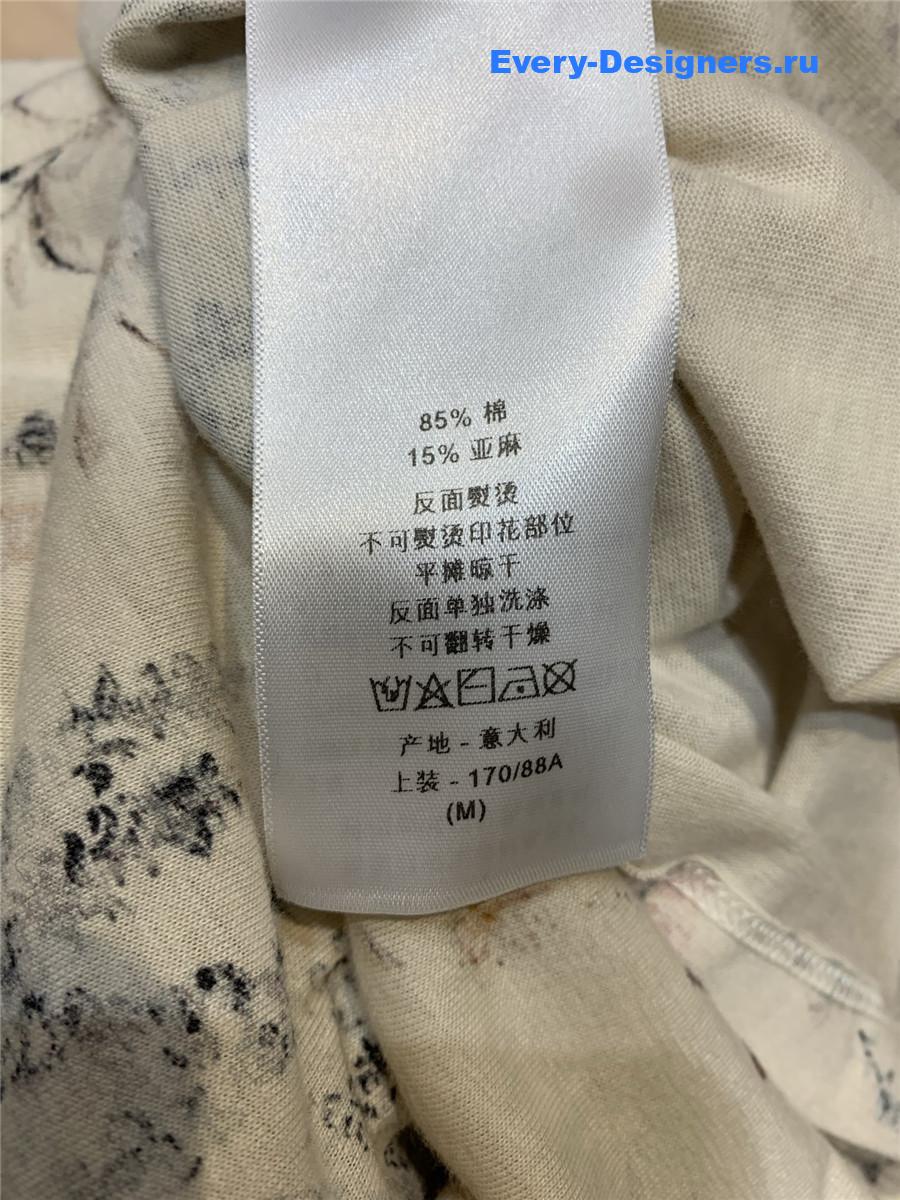 Every-Designers.ru
85% 棉
15% 亚麻
反面熨烫
不可熨烫印花部位
平摊晾干
反面单独洗涤
不可翻转干燥
产地 - 意大利
上装 - 170/88A
(M)